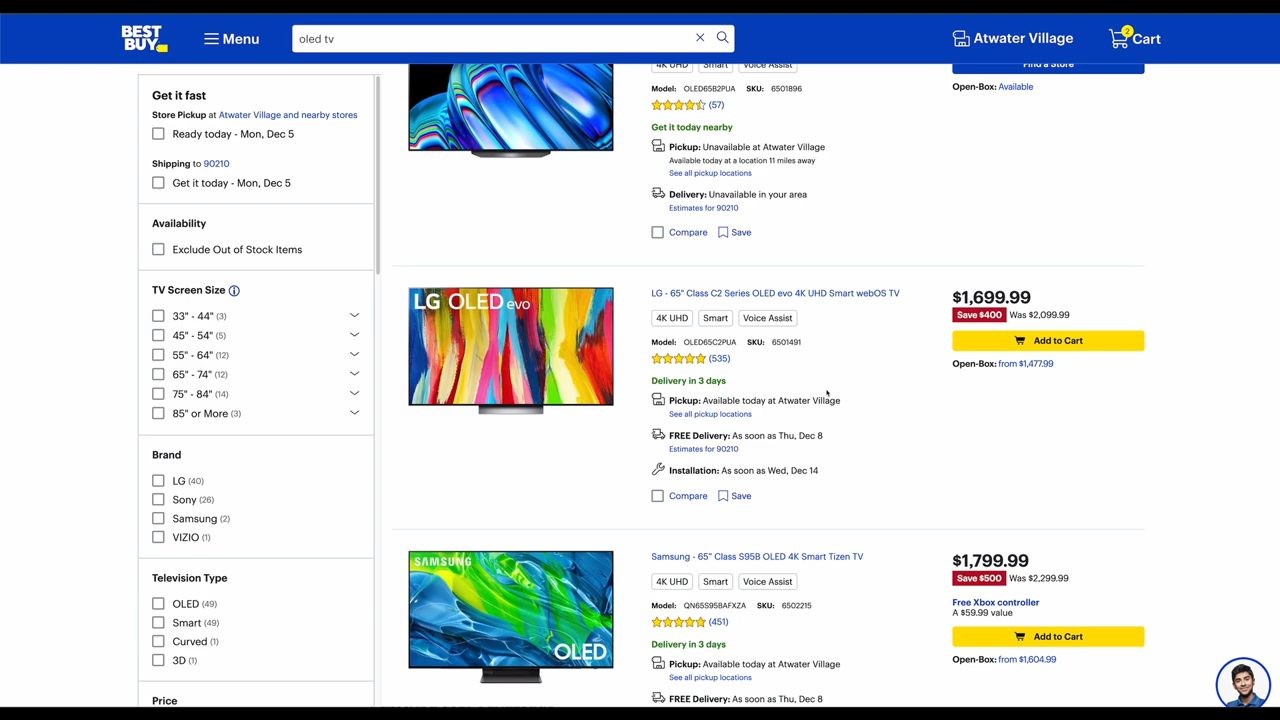 BEST BUY
Menu
oled tv
Atwater Village
2
Cart
Get it fast
Store Pickup at Atwater Village and nearby stores
Ready today - Mon, Dec 5
Shipping to 90210
Get it today - Mon, Dec 5
Availability
Exclude Out of Stock Items
TV Screen Size
33" - 44" (3)
45" - 54" (5)
55" - 64" (12)
65" - 74" (12)
75" - 84" (14)
85" or More (3)
Brand
LG (40)
Sony (26)
Samsung (2)
VIZIO (1)
Television Type
OLED (49)
Smart (49)
Curved (1)
3D (1)
Price
4K UHD Smart Voice Assist
Model: OLED65B2PUA SKU: 6501896
(57)
Get it today nearby
Pickup: Unavailable at Atwater Village
Available today at a location 11 miles away
See all pickup locations
Delivery: Unavailable in your area
Estimates for 90210
Compare Save
Find a Store
Open-Box: Available
LG OLED evo
LG - 65" Class C2 Series OLED evo 4K UHD Smart webOS TV
4K UHD Smart Voice Assist
Model: OLED65C2PUA SKU: 6501491
(535)
Delivery in 3 days
Pickup: Available today at Atwater Village
See all pickup locations
FREE Delivery: As soon as Thu, Dec 8
Estimates for 90210
Installation: As soon as Wed, Dec 14
Compare Save
$1,699.99
Save $400 Was $2,099.99
Add to Cart
Open-Box: from $1,477.99
SAMSUNG
OLED
Samsung - 65" Class S95B OLED 4K Smart Tizen TV
4K UHD Smart Voice Assist
Model: QN65S95BAFXZA SKU: 6502215
(451)
Delivery in 3 days
Pickup: Available today at Atwater Village
See all pickup locations
FREE Delivery: As soon as Thu, Dec 8
$1,799.99
Save $500 Was $2,299.99
Free Xbox controller
A $59.99 value
Add to Cart
Open-Box: from $1,604.99